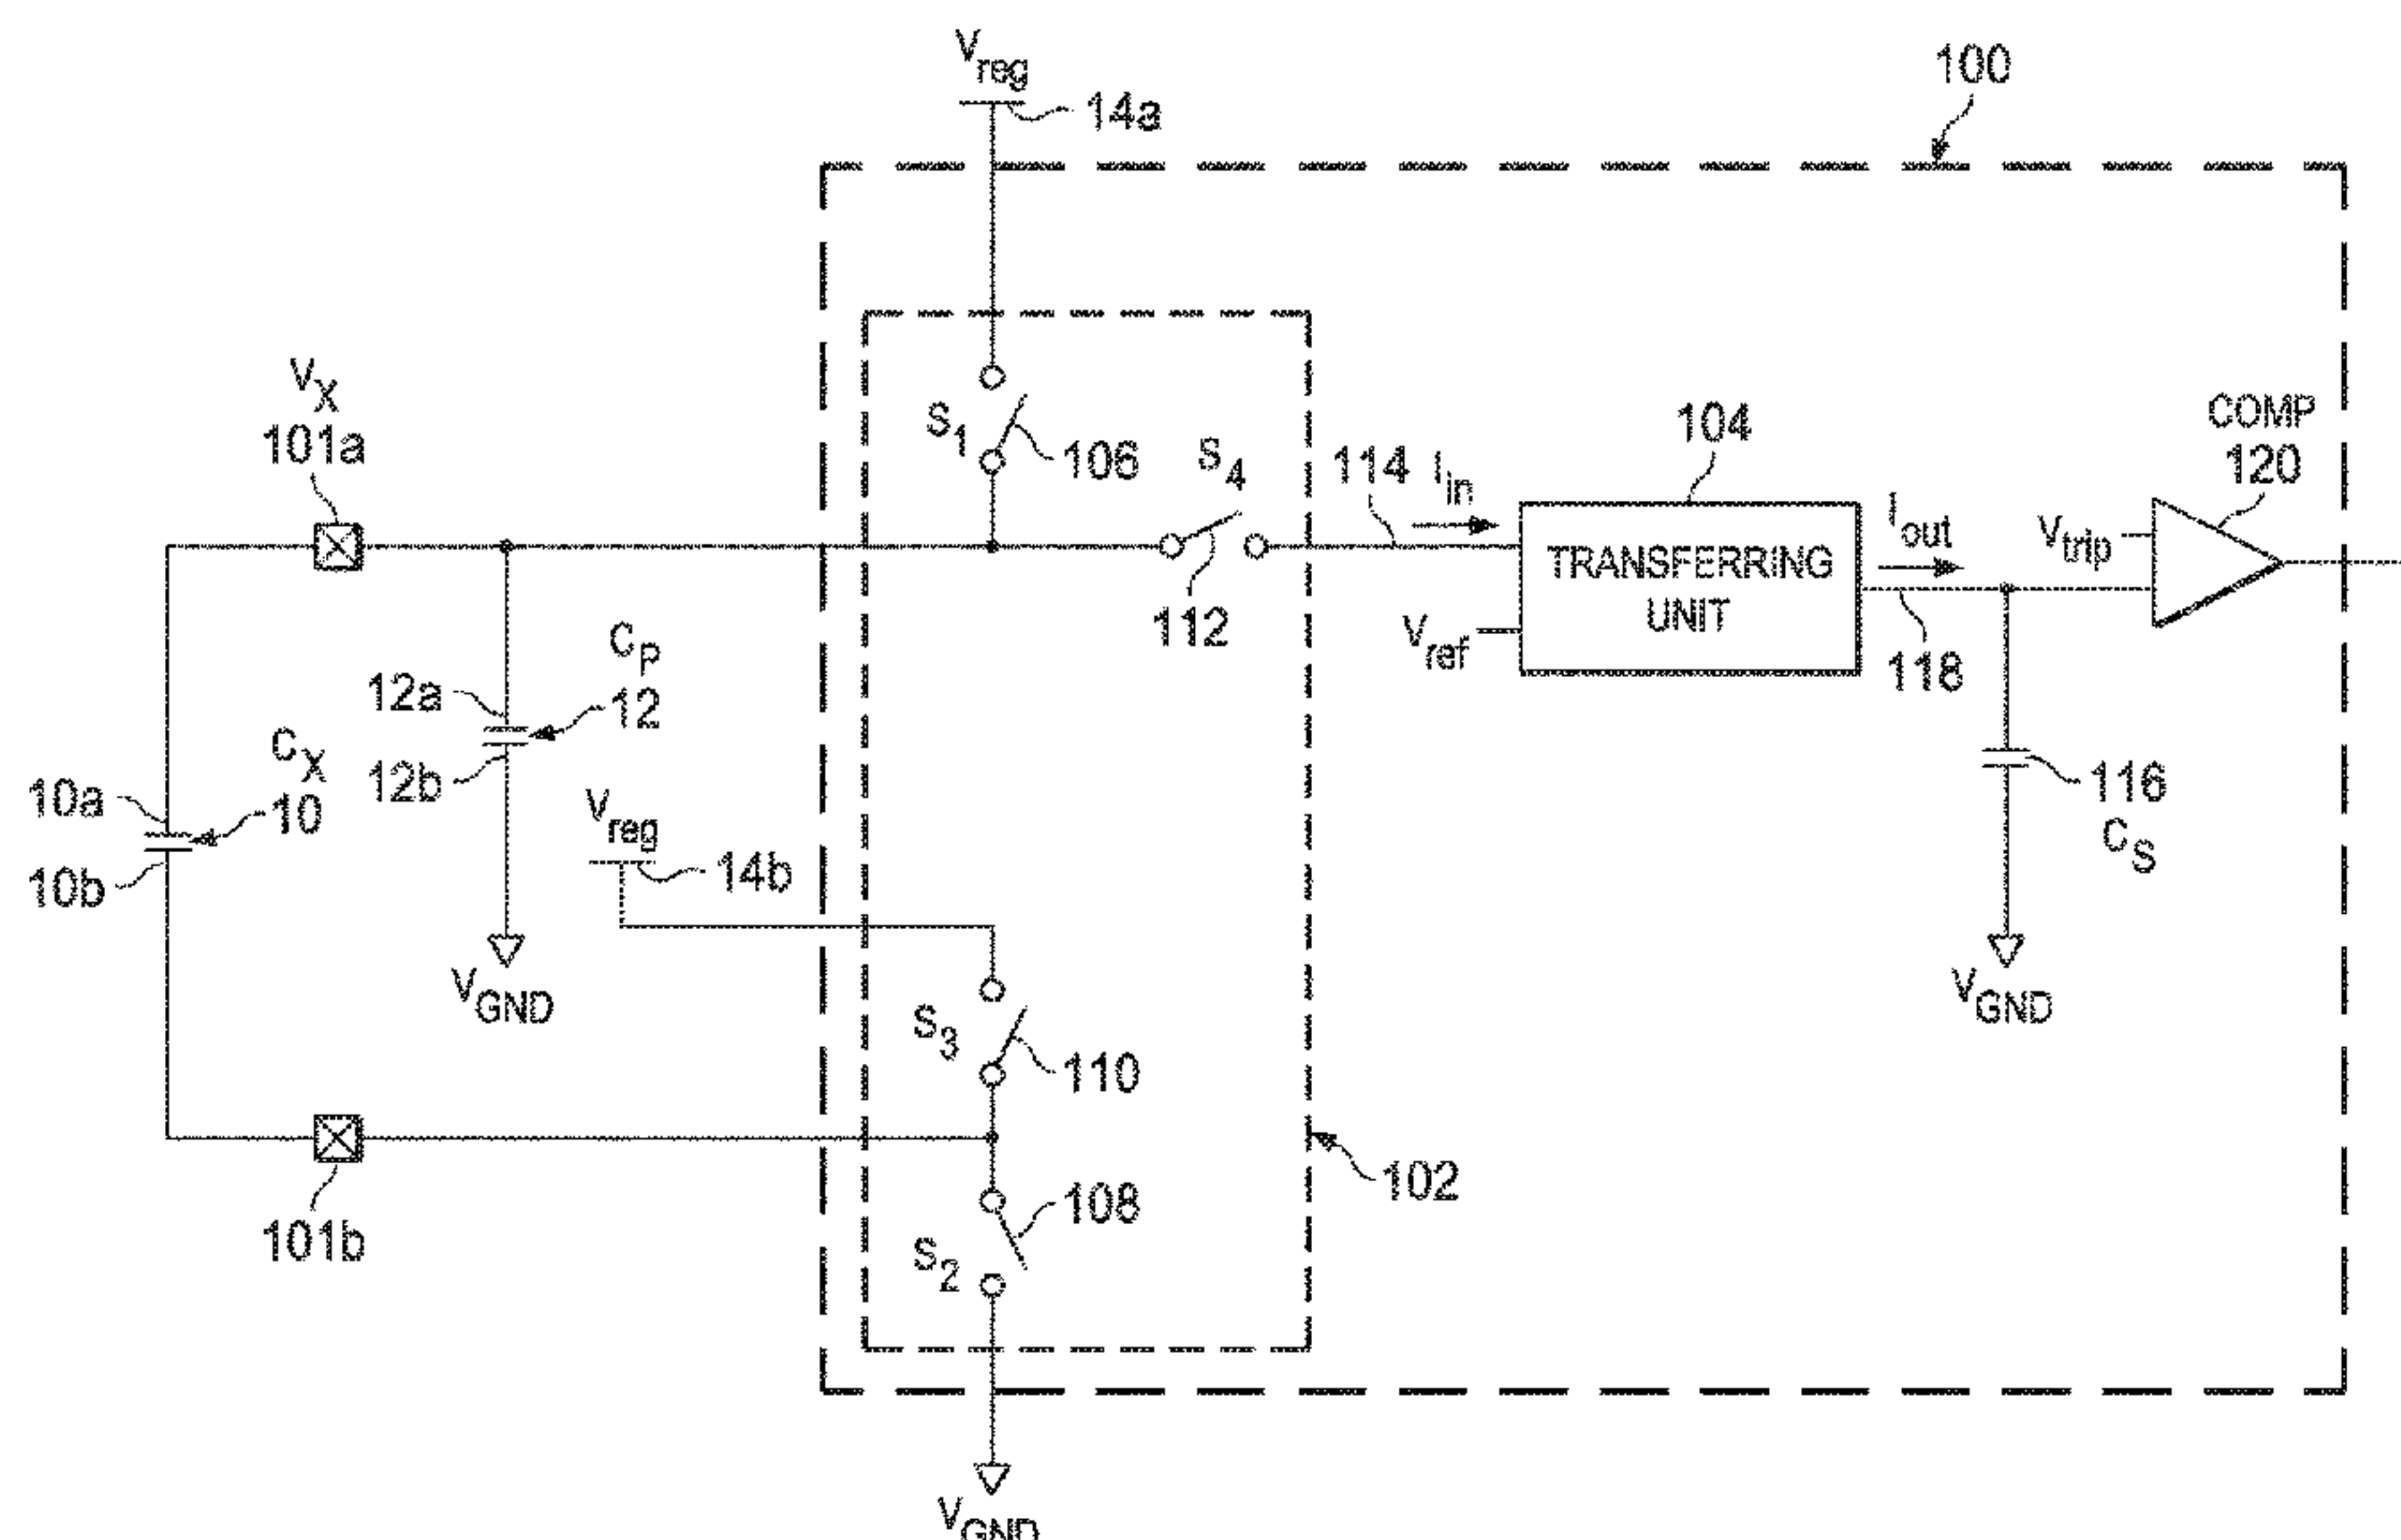 Vreg
14a
100
VX
101a
S1
106
S4
112
114
Iin
104
TRANSFERRING
UNIT
Vref
Iout
118
Vtrip
COMP
120
CP
12a
12
12b
VGND
CX
10a
10
10b
Vreg
14b
116
CS
VGND
S3
110
101b
108
S2
102
VGND